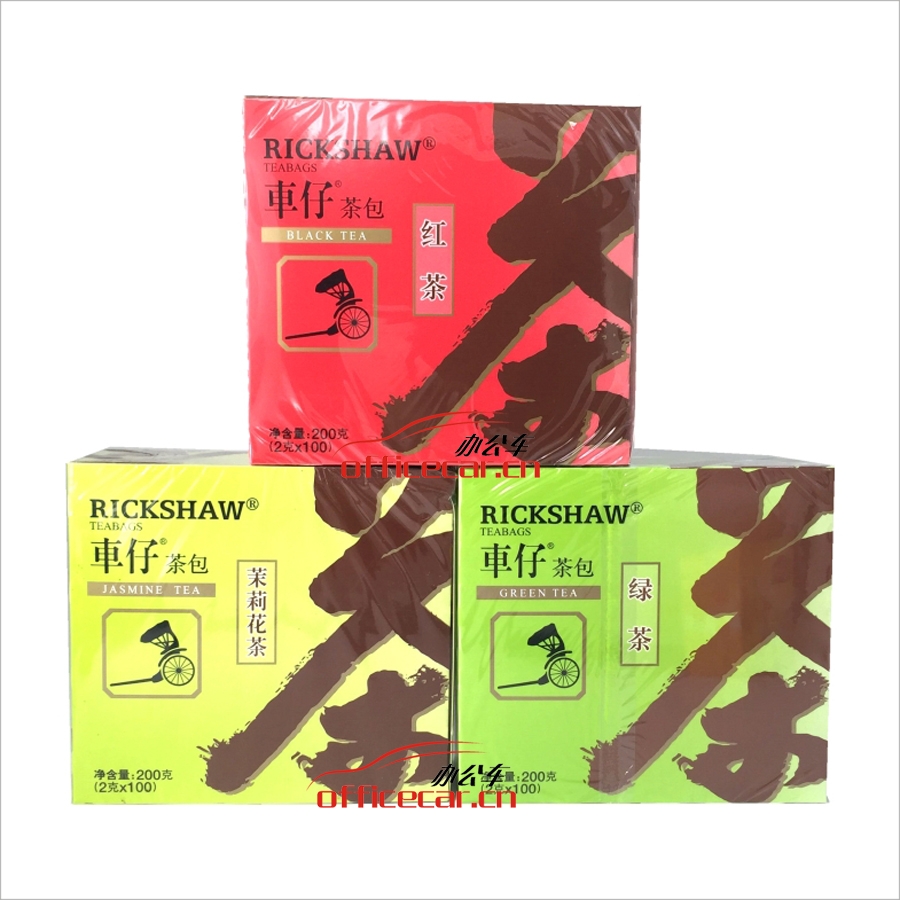 RICKSHAW®
TEABAGS
車仔® 茶包
BLACK TEA
红茶
净含量:200克
(2克x100)
办公车
officecar.cn
RICKSHAW®
TEABAGS
車仔® 茶包
JASMINE TEA
茉莉花茶
净含量:200克
(2克x100)
RICKSHAW®
TEABAGS
車仔® 茶包
GREEN TEA
绿茶
净含量:200克
(2克x100)
办公车
officecar.cn